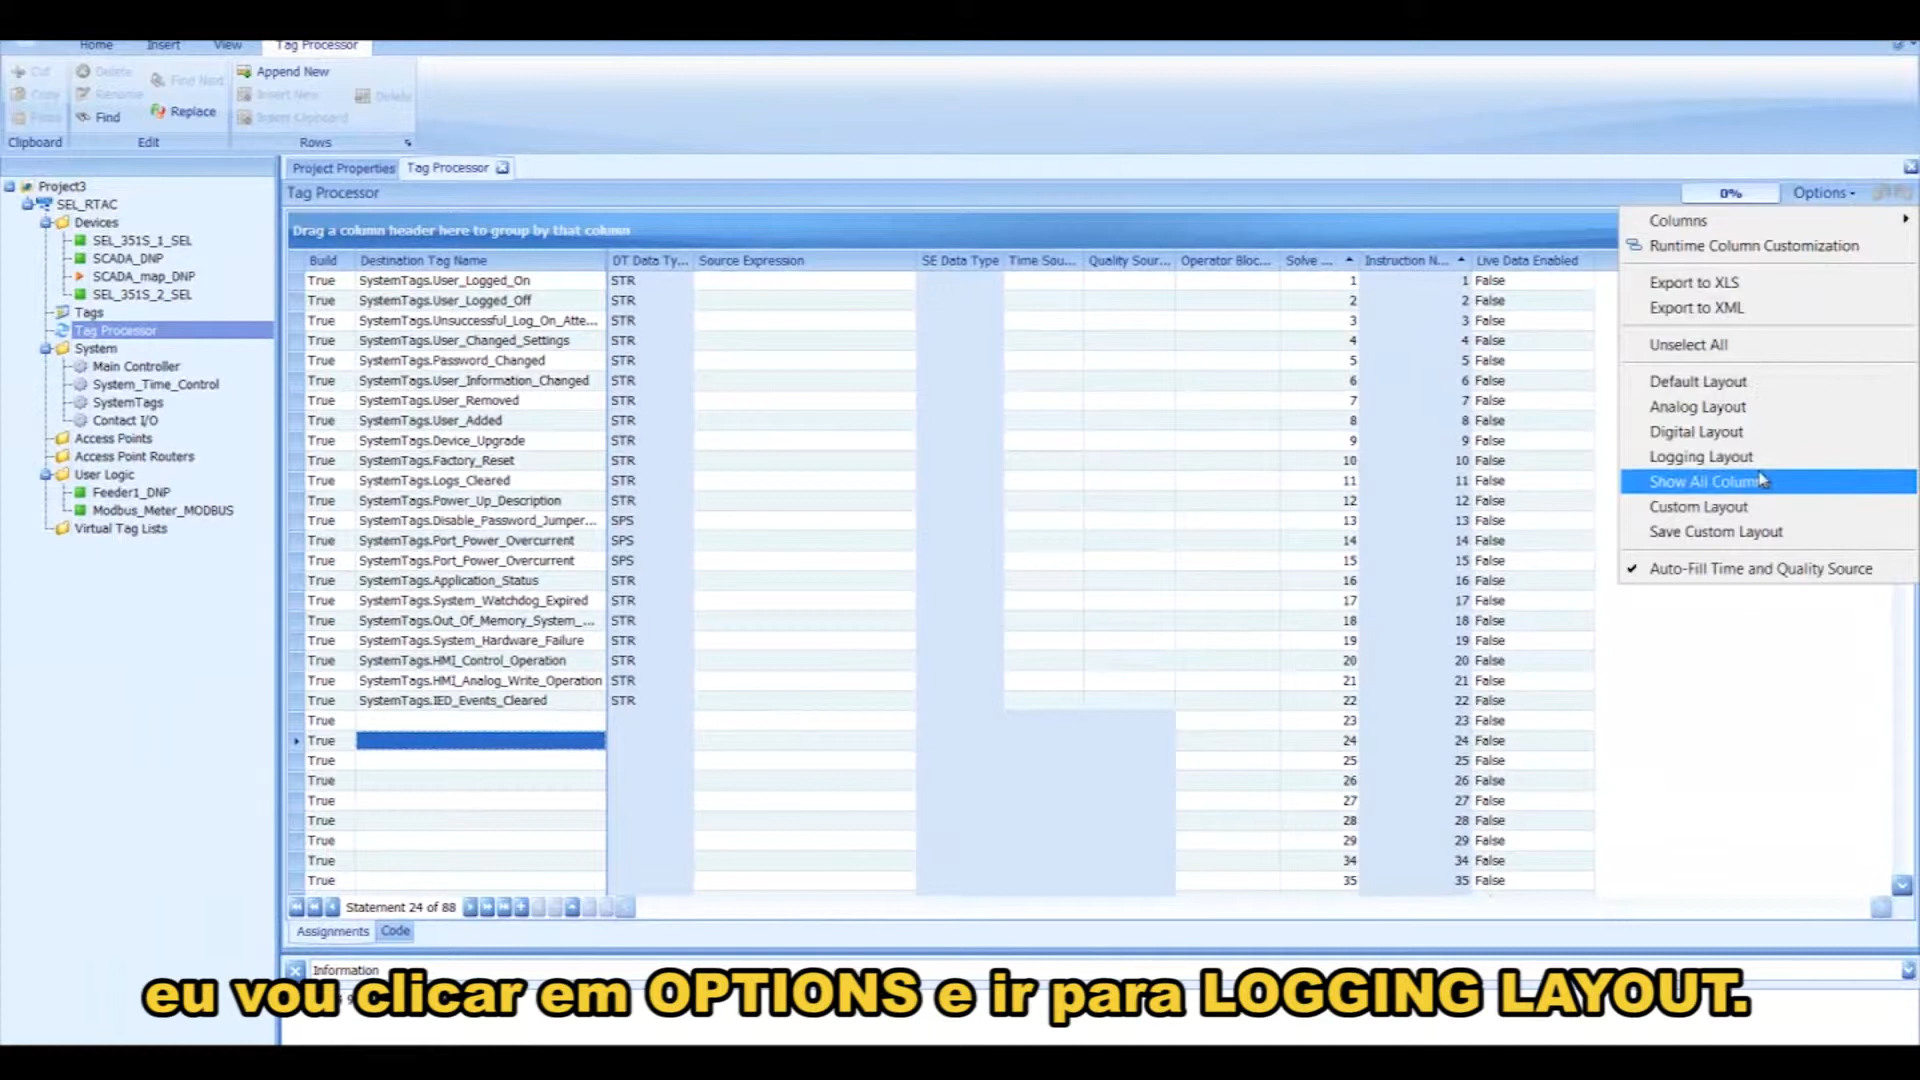 Home Insert View Tag Processor
Cut Delete Find Next Append New
Copy Rename Insert New Delete
Paste Find Replace Insert Clipboard
Clipboard Edit Rows
Project3
SEL_RTAC
Devices
SEL_351S_1_SEL
SCADA_DNP
SCADA_map_DNP
SEL_351S_2_SEL
Tags
Tag Processor
System
Main Controller
System_Time_Control
SystemTags
Contact I/O
Access Points
Access Point Routers
User Logic
Feeder1_DNP
Modbus_Meter_MODBUS
Virtual Tag Lists
Project Properties Tag Processor
Tag Processor 0% Options
Drag a column header here to group by that column
Build Destination Tag Name DT Data Ty... Source Expression SE Data Type Time Sou... Quality Sour... Operator Bloc... Solve ... Instruction N... Live Data Enabled
True SystemTags.User_Logged_On STR 1 1 False
True SystemTags.User_Logged_Off STR 2 2 False
True SystemTags.Unsuccessful_Log_On_Atte... STR 3 3 False
True SystemTags.User_Changed_Settings STR 4 4 False
True SystemTags.Password_Changed STR 5 5 False
True SystemTags.User_Information_Changed STR 6 6 False
True SystemTags.User_Removed STR 7 7 False
True SystemTags.User_Added STR 8 8 False
True SystemTags.Device_Upgrade STR 9 9 False
True SystemTags.Factory_Reset STR 10 10 False
True SystemTags.Logs_Cleared STR 11 11 False
True SystemTags.Power_Up_Description STR 12 12 False
True SystemTags.Disable_Password_Jumper... SPS 13 13 False
True SystemTags.Port_Power_Overcurrent SPS 14 14 False
True SystemTags.Port_Power_Overcurrent SPS 15 15 False
True SystemTags.Application_Status STR 16 16 False
True SystemTags.System_Watchdog_Expired STR 17 17 False
True SystemTags.Out_Of_Memory_System_... STR 18 18 False
True SystemTags.System_Hardware_Failure STR 19 19 False
True SystemTags.HMI_Control_Operation STR 20 20 False
True SystemTags.HMI_Analog_Write_Operation STR 21 21 False
True SystemTags.IED_Events_Cleared STR 22 22 False
True 23 23 False
True 24 24 False
True 25 25 False
True 26 26 False
True 27 27 False
True 28 28 False
True 29 29 False
True 34 34 False
True 35 35 False
Columns
Runtime Column Customization
Export to XLS
Export to XML
Unselect All
Default Layout
Analog Layout
Digital Layout
Logging Layout
Show All Colum
Custom Layout
Save Custom Layout
Auto-Fill Time and Quality Source
Statement 24 of 88
Assignments Code
Information
eu vou clicar em OPTIONS e ir para LOGGING LAYOUT.